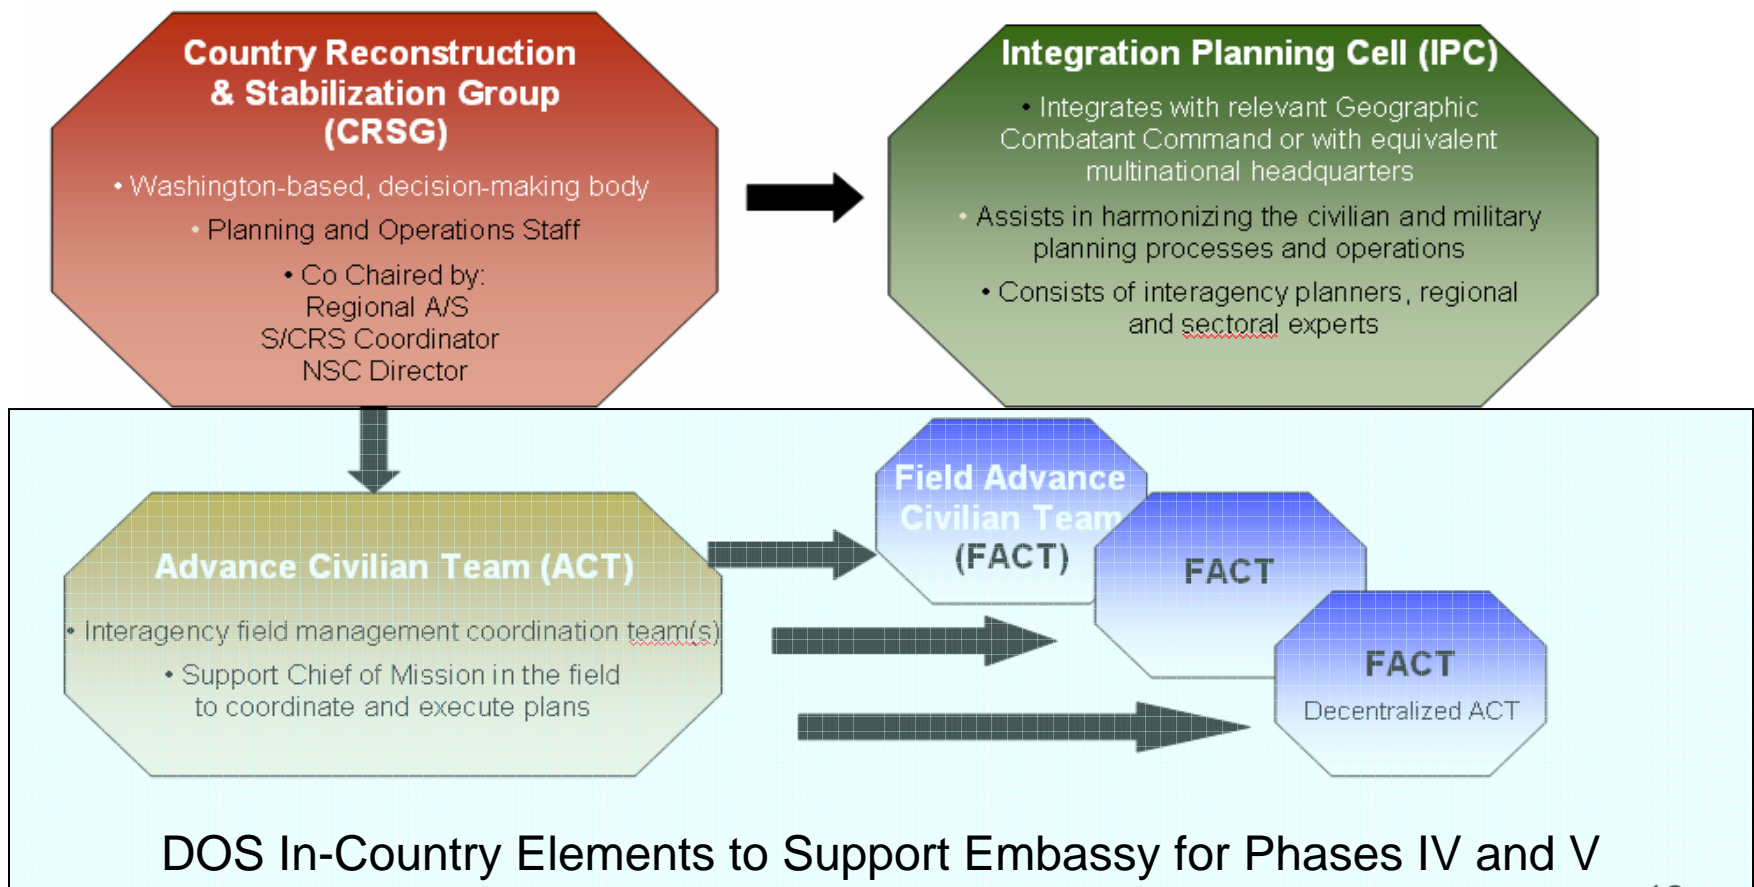 Country Reconstruction
& Stabilization Group
(CRSG)
• Washington-based, decision-making body
• Planning and Operations Staff
• Co Chaired by:
Regional A/S
S/CRS Coordinator
NSC Director
Integration Planning Cell (IPC)
• Integrates with relevant Geographic
Combatant Command or with equivalent
multinational headquarters
• Assists in harmonizing the civilian and military
planning processes and operations
• Consists of interagency planners, regional
and sectoral experts
Advance Civilian Team (ACT)
• Interagency field management coordination team(s)
• Support Chief of Mission in the field
to coordinate and execute plans
Field Advance
Civilian Team
(FACT)
FACT
FACT
Decentralized ACT
DOS In-Country Elements to Support Embassy for Phases IV and V